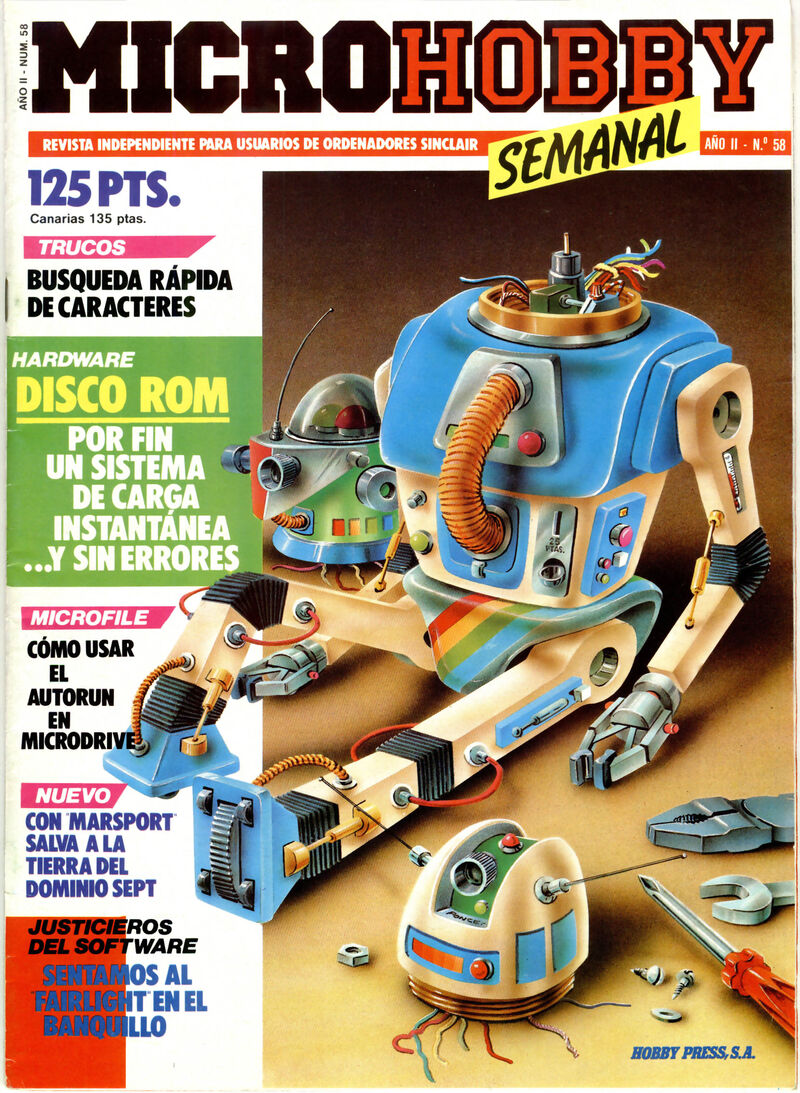 AÑO II - NUM. 58
MICROHOBBY
REVISTA INDEPENDIENTE PARA USUARIOS DE ORDENADORES SINCLAIR
SEMANAL
AÑO II - N.º 58
125 PTS.
Canarias 135 ptas.
TRUCOS
BUSQUEDA RÁPIDA
DE CARACTERES
HARDWARE
DISCO ROM
POR FIN
UN SISTEMA
DE CARGA
INSTANTÁNEA
...Y SIN ERRORES
MICROFILE
CÓMO USAR
EL
AUTORUN
EN
MICRODRIVE
NUEVO
CON "MARSPORT"
SALVA A LA
TIERRA DEL
DOMINIO SEPT
JUSTICIEROS
DEL SOFTWARE
SENTAMOS AL
"FAIRLIGHT" EN EL
BANQUILLO
25
PTAS.
PONCE
HOBBY PRESS, S.A.